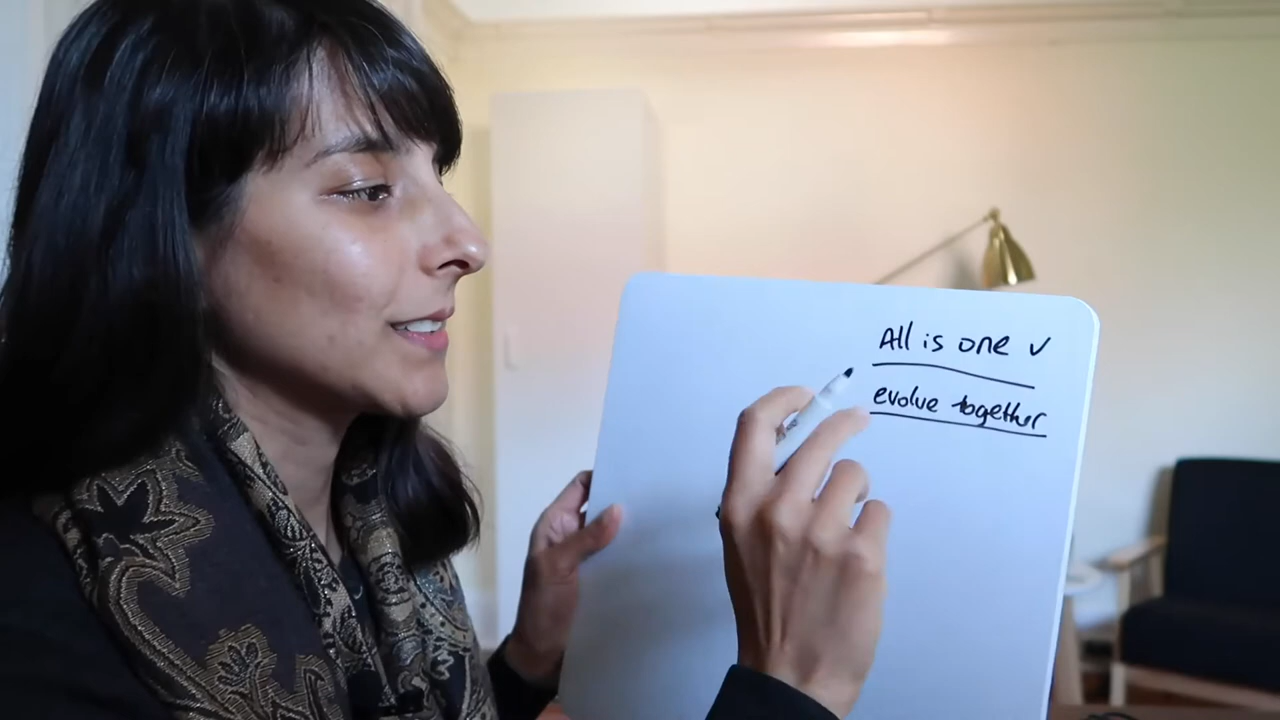 All is one ✓
evolve together